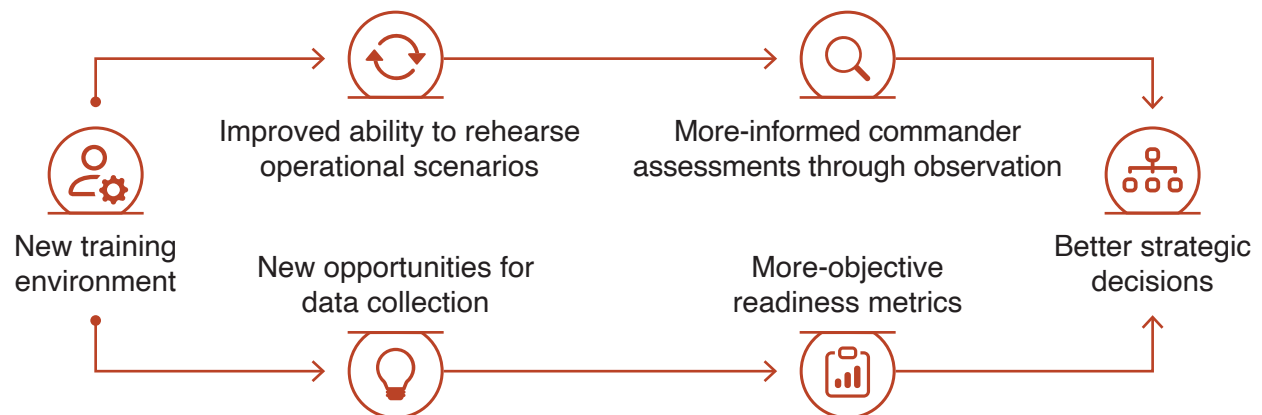 Improved ability to rehearse
operational scenarios
More-informed commander
assessments through observation
New training
environment
New opportunities for
data collection
More-objective
readiness metrics
Better strategic
decisions